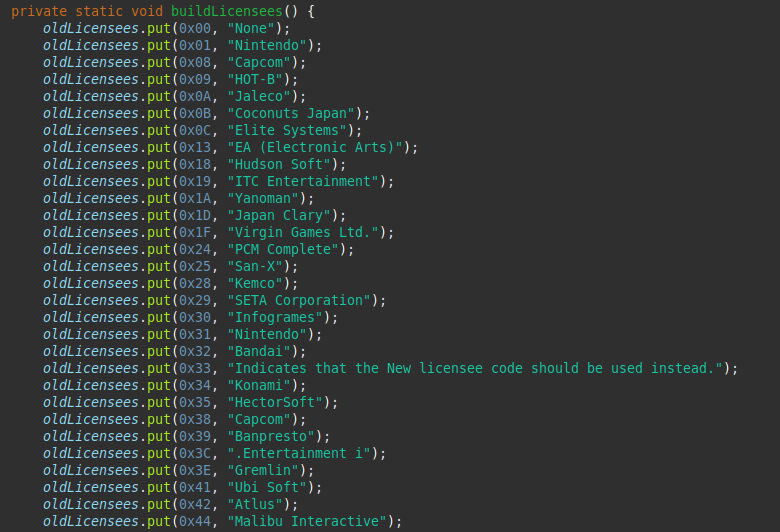 private static void buildLicensees() {
    oldLicensees.put(0x00, "None");
    oldLicensees.put(0x01, "Nintendo");
    oldLicensees.put(0x08, "Capcom");
    oldLicensees.put(0x09, "HOT-B");
    oldLicensees.put(0x0A, "Jaleco");
    oldLicensees.put(0x0B, "Coconuts Japan");
    oldLicensees.put(0x0C, "Elite Systems");
    oldLicensees.put(0x13, "EA (Electronic Arts)");
    oldLicensees.put(0x18, "Hudson Soft");
    oldLicensees.put(0x19, "ITC Entertainment");
    oldLicensees.put(0x1A, "Yanoman");
    oldLicensees.put(0x1D, "Japan Clary");
    oldLicensees.put(0x1F, "Virgin Games Ltd.");
    oldLicensees.put(0x24, "PCM Complete");
    oldLicensees.put(0x25, "San-X");
    oldLicensees.put(0x28, "Kemco");
    oldLicensees.put(0x29, "SETA Corporation");
    oldLicensees.put(0x30, "Infogrames");
    oldLicensees.put(0x31, "Nintendo");
    oldLicensees.put(0x32, "Bandai");
    oldLicensees.put(0x33, "Indicates that the New licensee code should be used instead.");
    oldLicensees.put(0x34, "Konami");
    oldLicensees.put(0x35, "HectorSoft");
    oldLicensees.put(0x38, "Capcom");
    oldLicensees.put(0x39, "Banpresto");
    oldLicensees.put(0x3C, ".Entertainment i");
    oldLicensees.put(0x3E, "Gremlin");
    oldLicensees.put(0x41, "Ubi Soft");
    oldLicensees.put(0x42, "Atlus");
    oldLicensees.put(0x44, "Malibu Interactive");